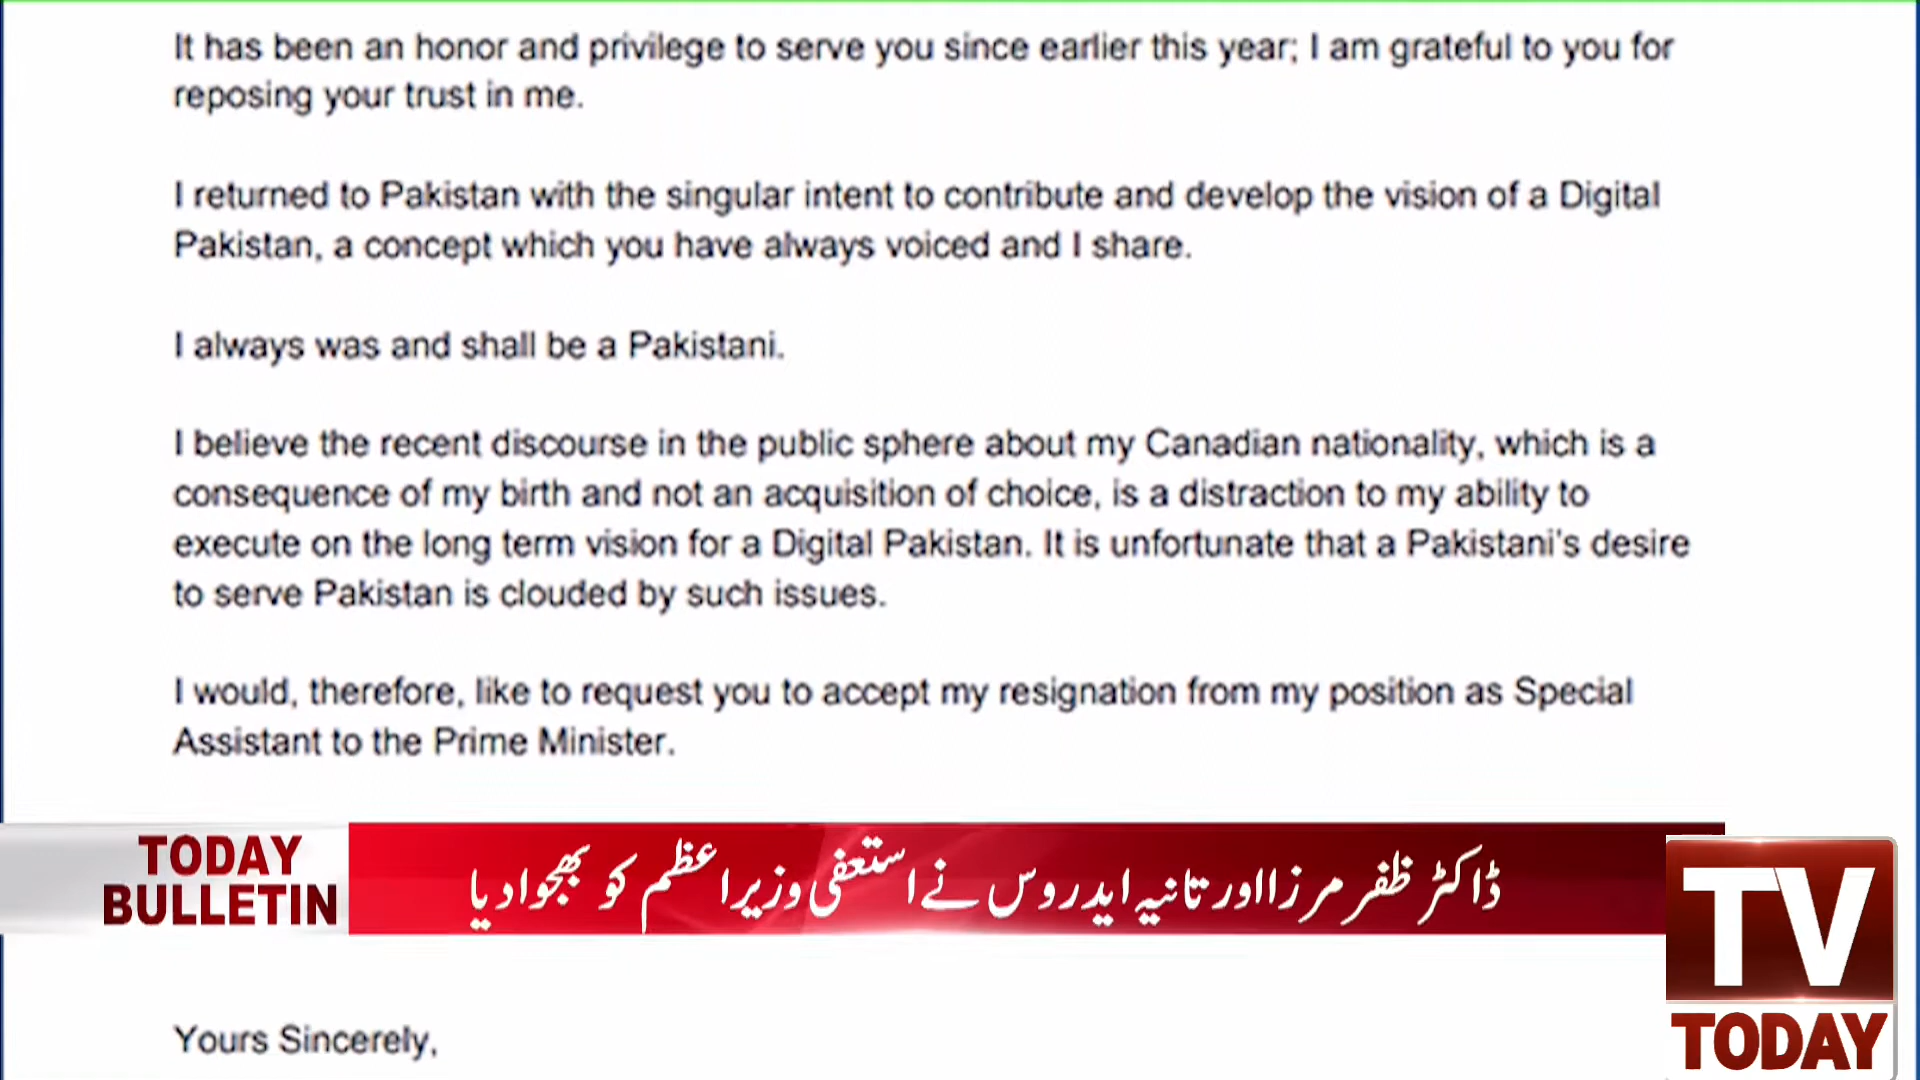 It has been an honor and privilege to serve you since earlier this year; I am grateful to you for
reposing your trust in me.
I returned to Pakistan with the singular intent to contribute and develop the vision of a Digital
Pakistan, a concept which you have always voiced and I share.
I always was and shall be a Pakistani.
I believe the recent discourse in the public sphere about my Canadian nationality, which is a
consequence of my birth and not an acquisition of choice, is a distraction to my ability to
execute on the long term vision for a Digital Pakistan. It is unfortunate that a Pakistani's desire
to serve Pakistan is clouded by such issues.
I would, therefore, like to request you to accept my resignation from my position as Special
Assistant to the Prime Minister.
TODAY
BULLETIN
ڈاکٹر ظفر مرزا اور تانیہ ایدروس نے استعفی وزیراعظم کو بھجوا دیا
TV
TODAY
Yours Sincerely,